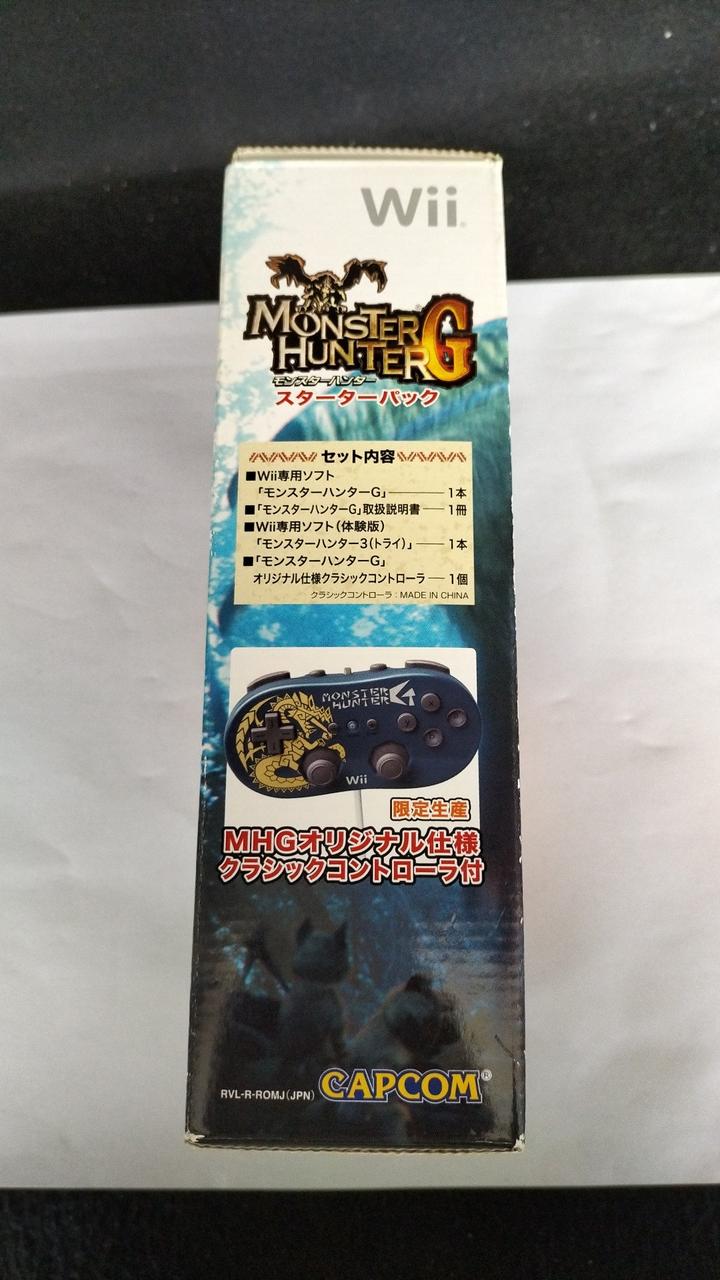 Wii
MONSTER
HUNTER G
モンスターハンター
スターターパック
セット内容
■Wii専用ソフト
「モンスターハンターG」―1本
■「モンスターハンターG」取扱説明書―1冊
■Wii専用ソフト(体験版)
「モンスターハンター3(トライ)」―1本
■「モンスターハンターG」
オリジナル仕様クラシックコントローラ―1個
クラシックコントローラ:MADE IN CHINA
MONSTER
HUNTER G
X
Y
Wii
限定生産
MHGオリジナル仕様
クラシックコントローラ付
RVL-R-ROMJ(JPN) CAPCOM®